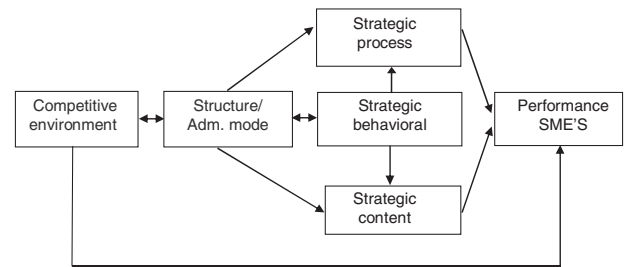 Strategic
process
Competitive
environment
Structure/
Adm. mode
Strategic
behavioral
Performance
SME'S
Strategic
content